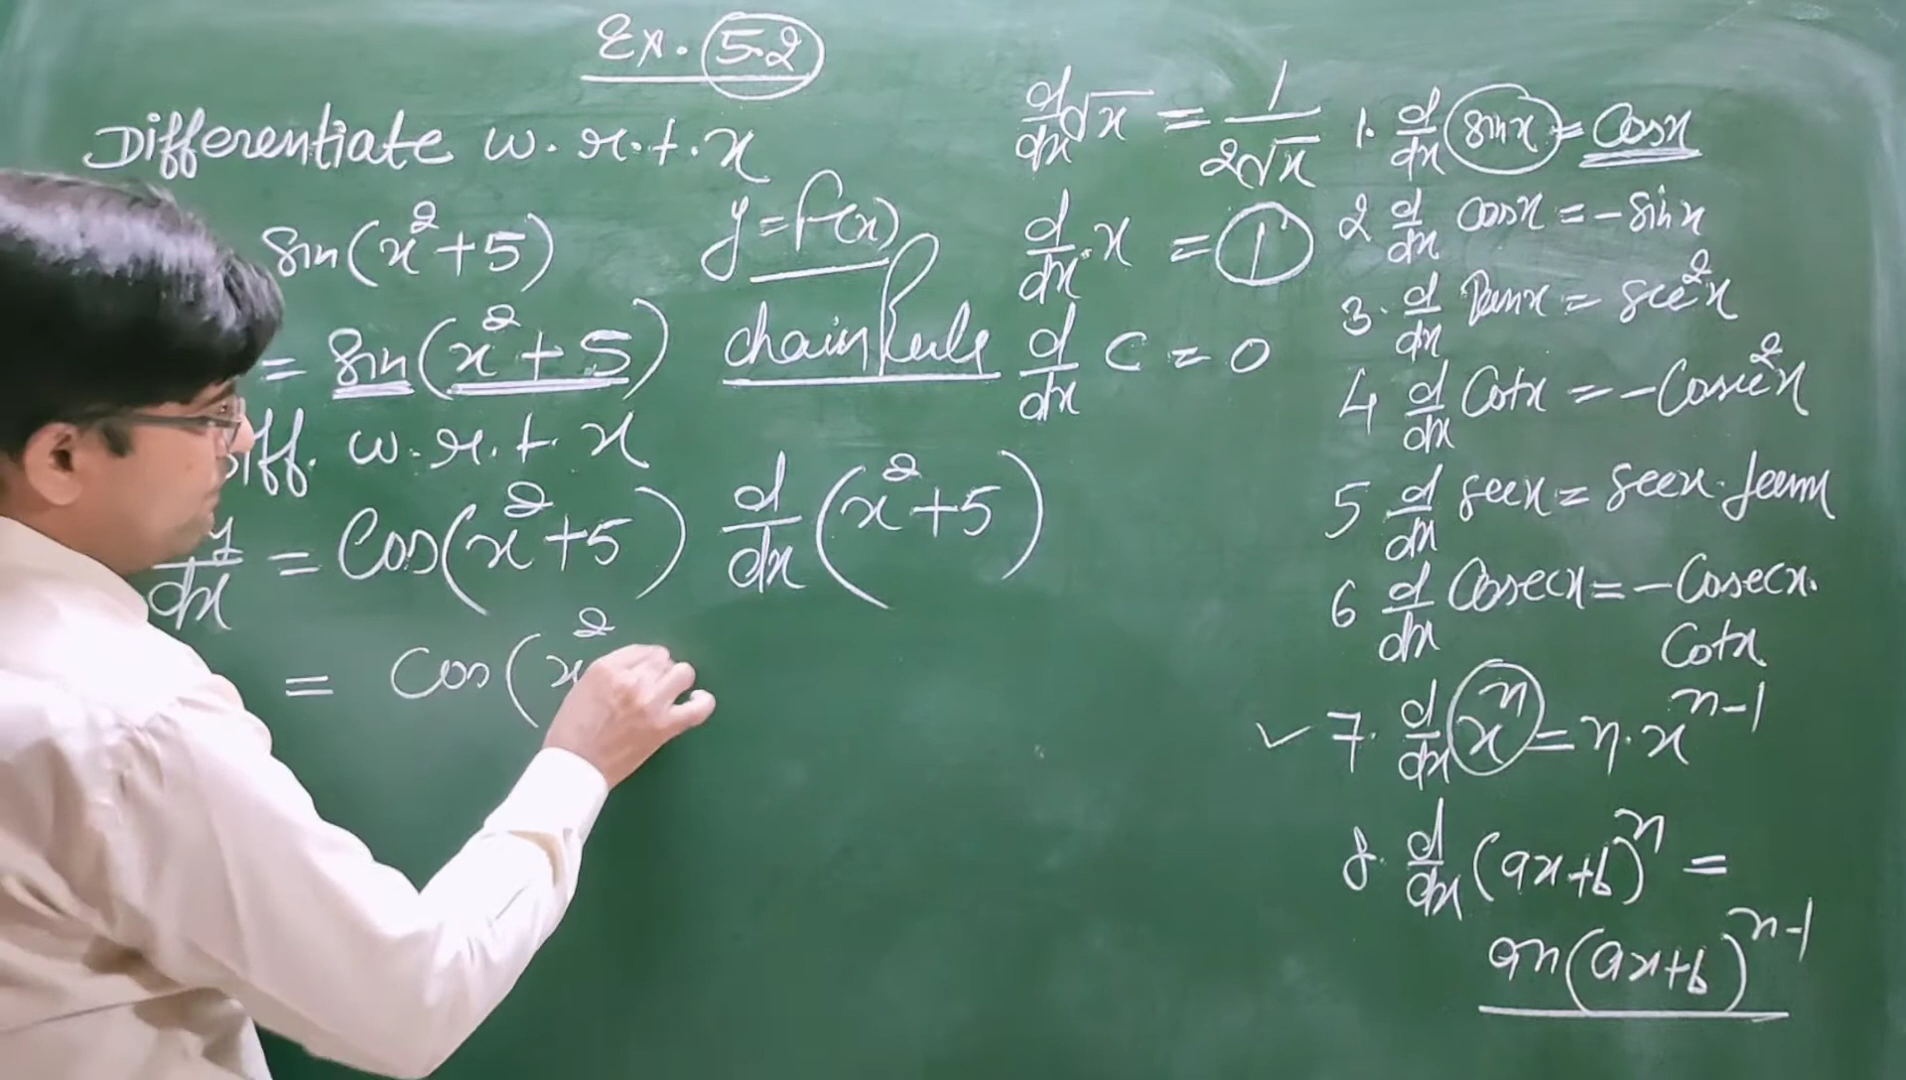 Ex. 5.2
Differentiate w.r.t. x
sin(x²+5)
y = f(x)
= sin(x²+5)
chain Rule
iff. w.r.t. x
y/dx = Cos(x²+5) d/dx (x²+5)
= Cos(x²
d/dx √x = 1/2√x
d/dx x = 1
d/dx C = 0
1. d/dx sinx = Cosx
2 d/dx cosx = -sinx
3. d/dx Tanx = sec²x
4 d/dx Cotx = -Cosec²x
5 d/dx secx = secx.tanx
6 d/dx Cosecx = -Cosecx.
Cotx
✓ 7. d/dx xⁿ = n.xⁿ⁻¹
8. d/dx (ax+b)ⁿ =
an(ax+b)ⁿ⁻¹